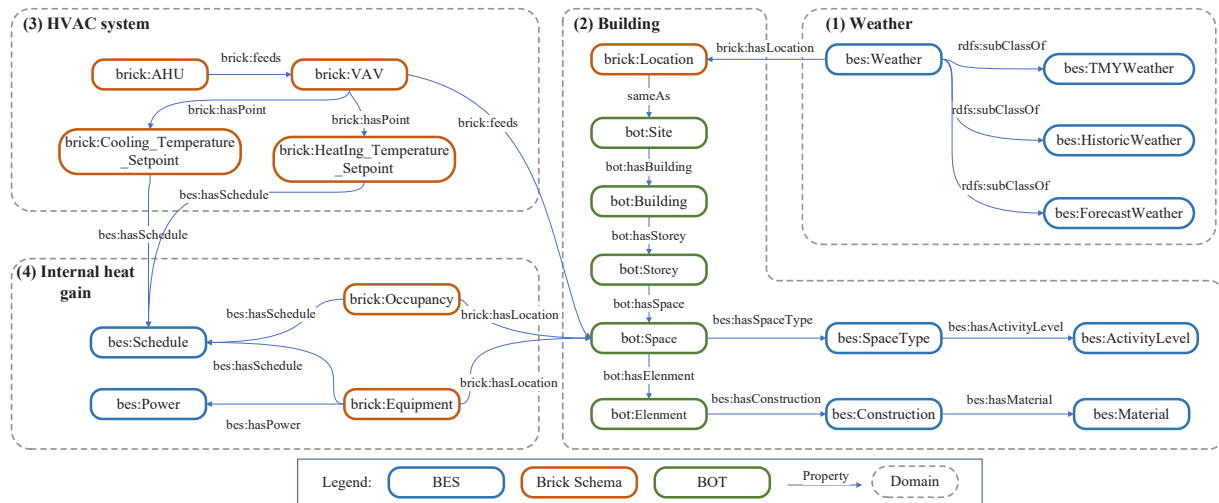 (3) HVAC system
brick:AHU
brick:feeds
brick:VAV
brick:hasPoint
brick:hasPoint
brick:Cooling_Temperature
_Setpoint
brick:HeatIng_Temperature
_Setpoint
bes:hasSchedule
bes:hasSchedule
brick:feeds
(2) Building
brick:Location
brick:hasLocation
sameAs
bot:Site
bot:hasBuilding
bot:Building
bot:hasStorey
bot:Storey
bot:hasSpace
bot:Space
bes:hasSpaceType
bes:SpaceType
bes:hasActivityLevel
bes:ActivityLevel
bot:hasElenment
bot:Elenment
bes:hasConstruction
bes:Construction
bes:hasMaterial
bes:Material
(1) Weather
bes:Weather
rdfs:subClassOf
bes:TMYWeather
rdfs:subClassOf
bes:HistoricWeather
rdfs:subClassOf
bes:ForecastWeather
(4) Internal heat
gain
brick:Occupancy
bes:hasSchedule
brick:hasLocation
bes:Schedule
bes:hasSchedule
brick:hasLocation
bes:Power
brick:Equipment
bes:hasPower
Legend:
BES
Brick Schema
BOT
Property
Domain